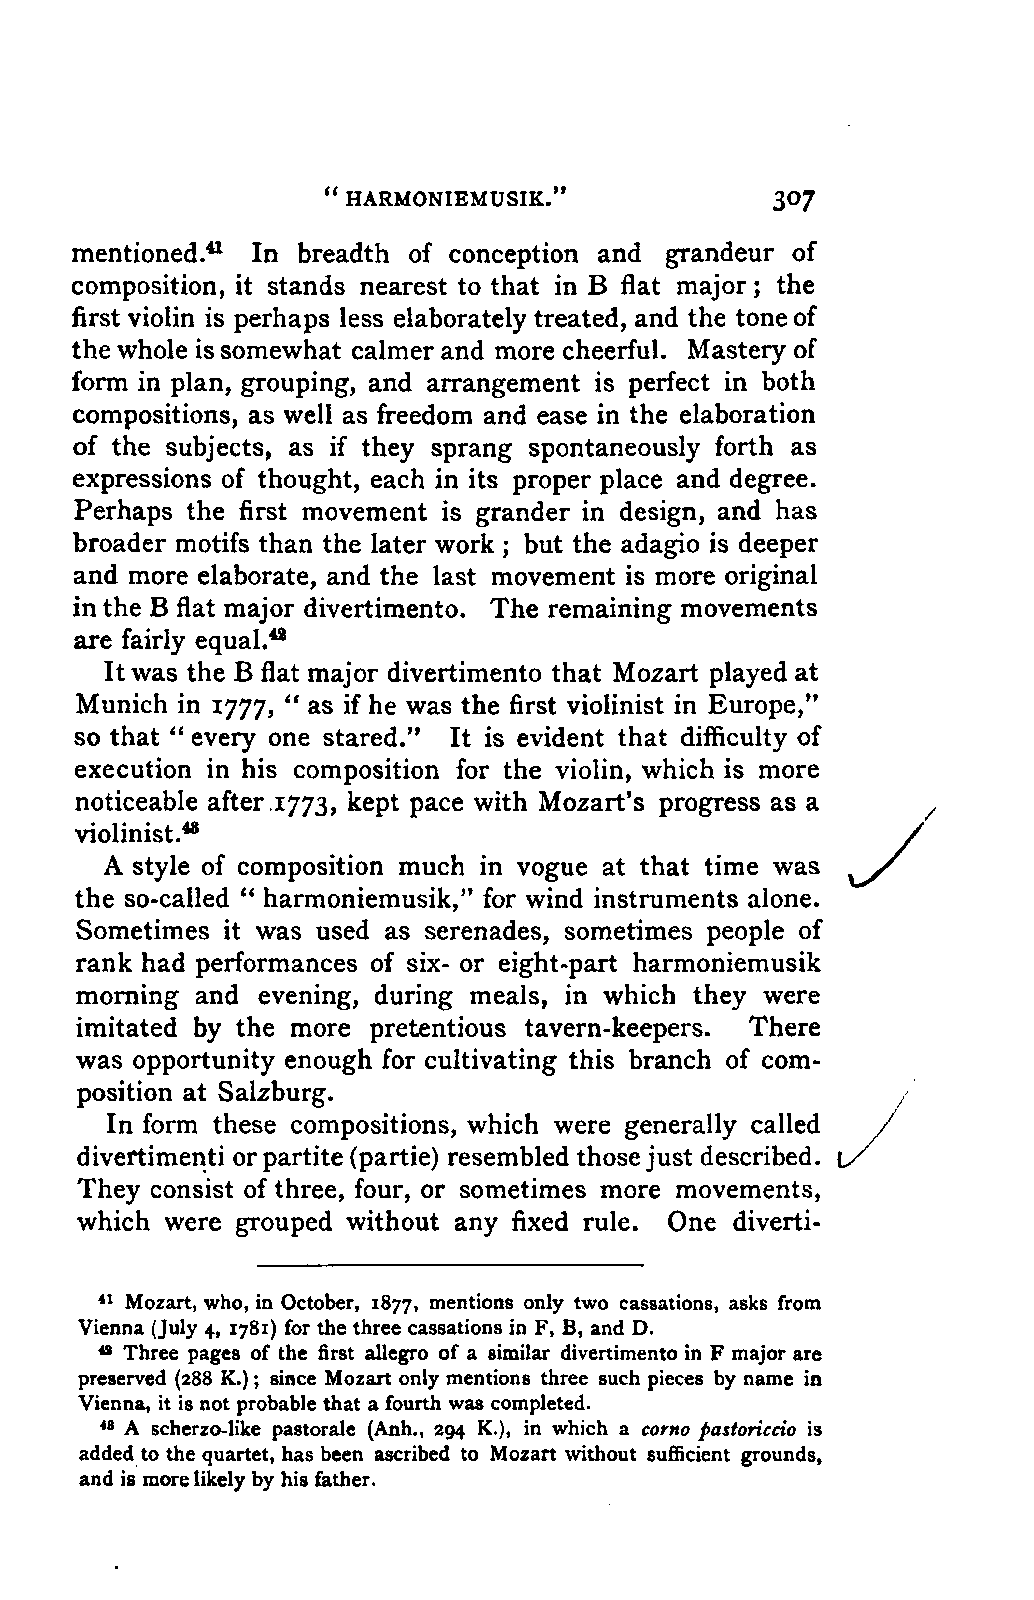 “ HARMONIEMUSIK.” 307
mentioned.⁴¹ In breadth of conception and grandeur of
composition, it stands nearest to that in B flat major ; the
first violin is perhaps less elaborately treated, and the tone of
the whole is somewhat calmer and more cheerful. Mastery of
form in plan, grouping, and arrangement is perfect in both
compositions, as well as freedom and ease in the elaboration
of the subjects, as if they sprang spontaneously forth as
expressions of thought, each in its proper place and degree.
Perhaps the first movement is grander in design, and has
broader motifs than the later work ; but the adagio is deeper
and more elaborate, and the last movement is more original
in the B flat major divertimento. The remaining movements
are fairly equal.⁴²
It was the B flat major divertimento that Mozart played at
Munich in 1777, “ as if he was the first violinist in Europe,”
so that “ every one stared.” It is evident that difficulty of
execution in his composition for the violin, which is more
noticeable after 1773, kept pace with Mozart's progress as a
violinist.⁴³
A style of composition much in vogue at that time was
the so-called “ harmoniemusik,” for wind instruments alone.
Sometimes it was used as serenades, sometimes people of
rank had performances of six- or eight-part harmoniemusik
morning and evening, during meals, in which they were
imitated by the more pretentious tavern-keepers. There
was opportunity enough for cultivating this branch of com-
position at Salzburg.
In form these compositions, which were generally called
divertimenti or partite (partie) resembled those just described.
They consist of three, four, or sometimes more movements,
which were grouped without any fixed rule. One diverti-
⁴¹ Mozart, who, in October, 1877, mentions only two cassations, asks from
Vienna (July 4, 1781) for the three cassations in F, B, and D.
⁴² Three pages of the first allegro of a similar divertimento in F major are
preserved (288 K.) ; since Mozart only mentions three such pieces by name in
Vienna, it is not probable that a fourth was completed.
⁴³ A scherzo-like pastorale (Anh., 294 K.), in which a corno pastoriccio is
added to the quartet, has been ascribed to Mozart without sufficient grounds,
and is more likely by his father.